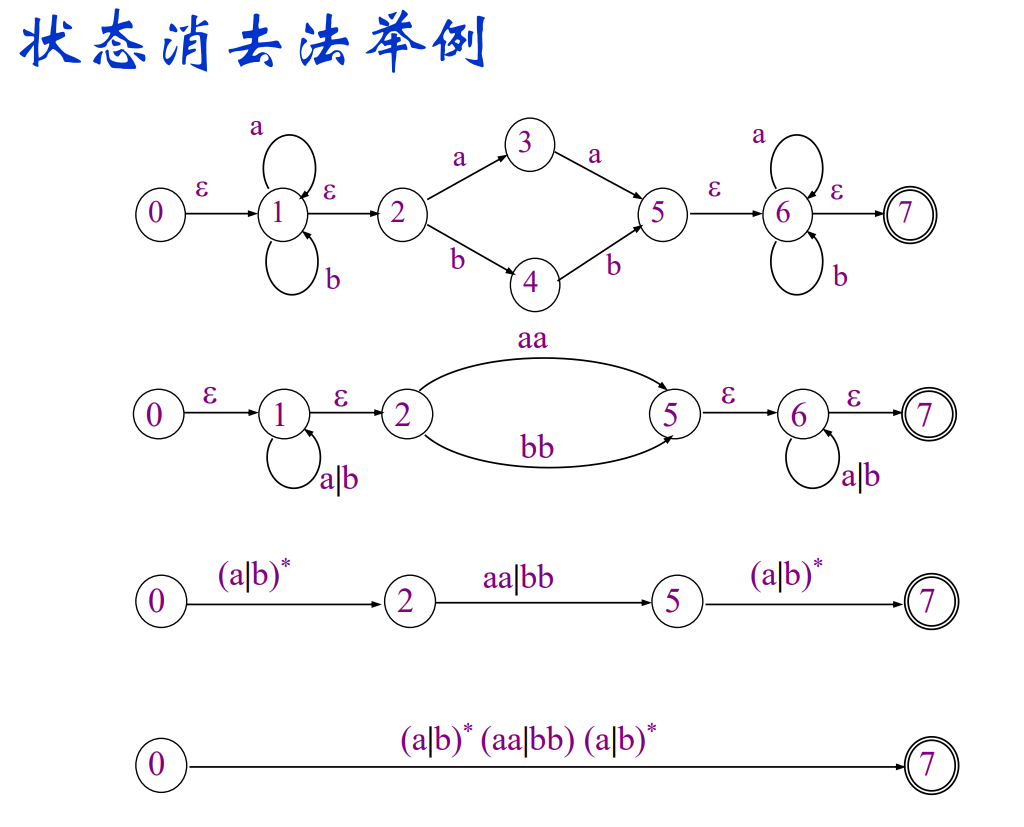 状态消去法举例
a 3 a
a a
0 ε 1 ε 2 5 ε 6 ε 7
b 4 b
b b
aa
0 ε 1 ε 2 5 ε 6 ε 7
bb
a|b a|b
(a|b)* aa|bb (a|b)*
0 2 5 7
(a|b)* (aa|bb) (a|b)*
0 7